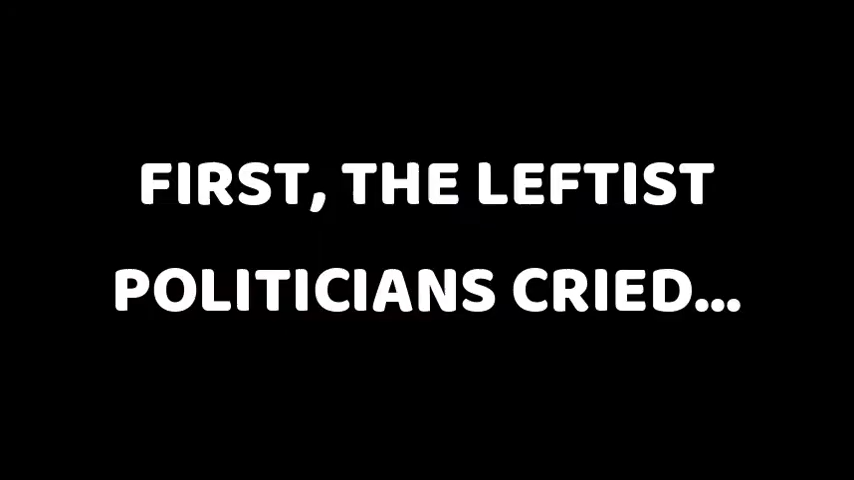 FIRST, THE LEFTIST
POLITICIANS CRIED...